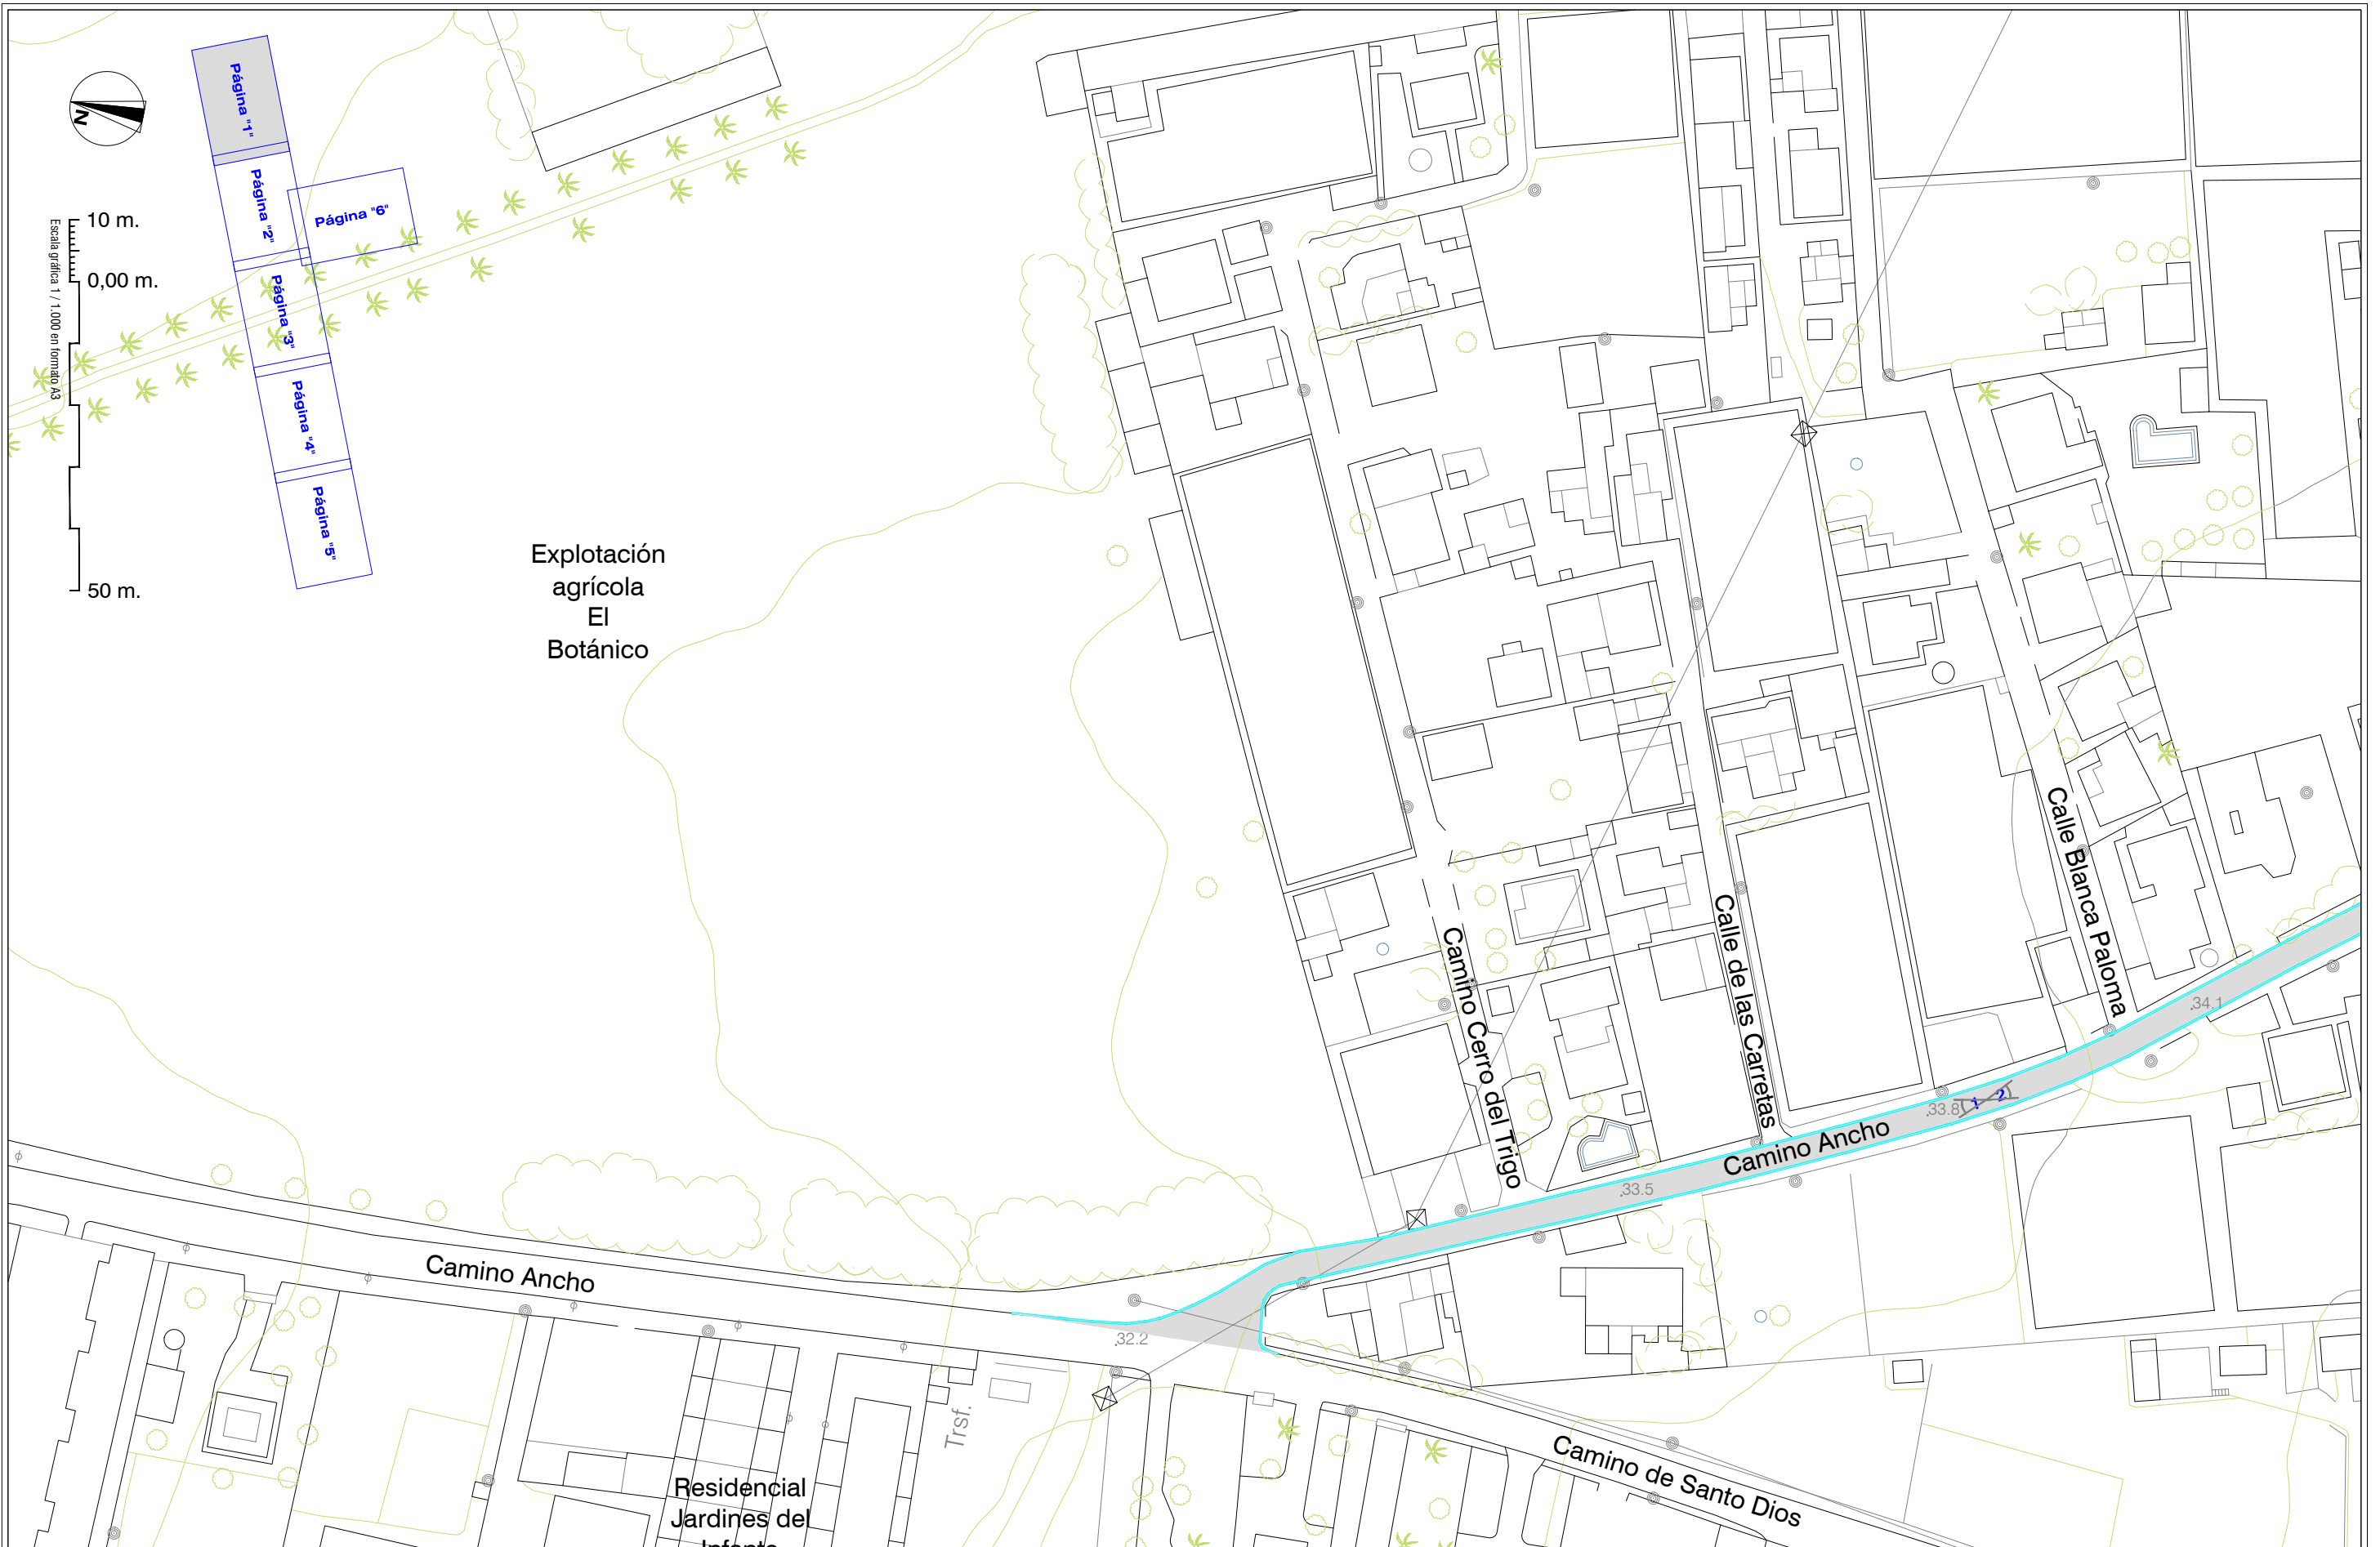 Página "1"
Página "2"
Página "6"
Página "3"
Página "4"
Página "5"
N
10 m.
0,00 m.
50 m.
Escala gráfica 1 / 1.000 en formato A3
Explotación
agrícola
El
Botánico
Calle Blanca Paloma
Calle de las Carretas
Camino Cerro del Trigo
34.1
33.8
1
2
Camino Ancho
33.5
Camino Ancho
32.2
Trsf.
Camino de Santo Dios
Residencial
Jardines del
Infante